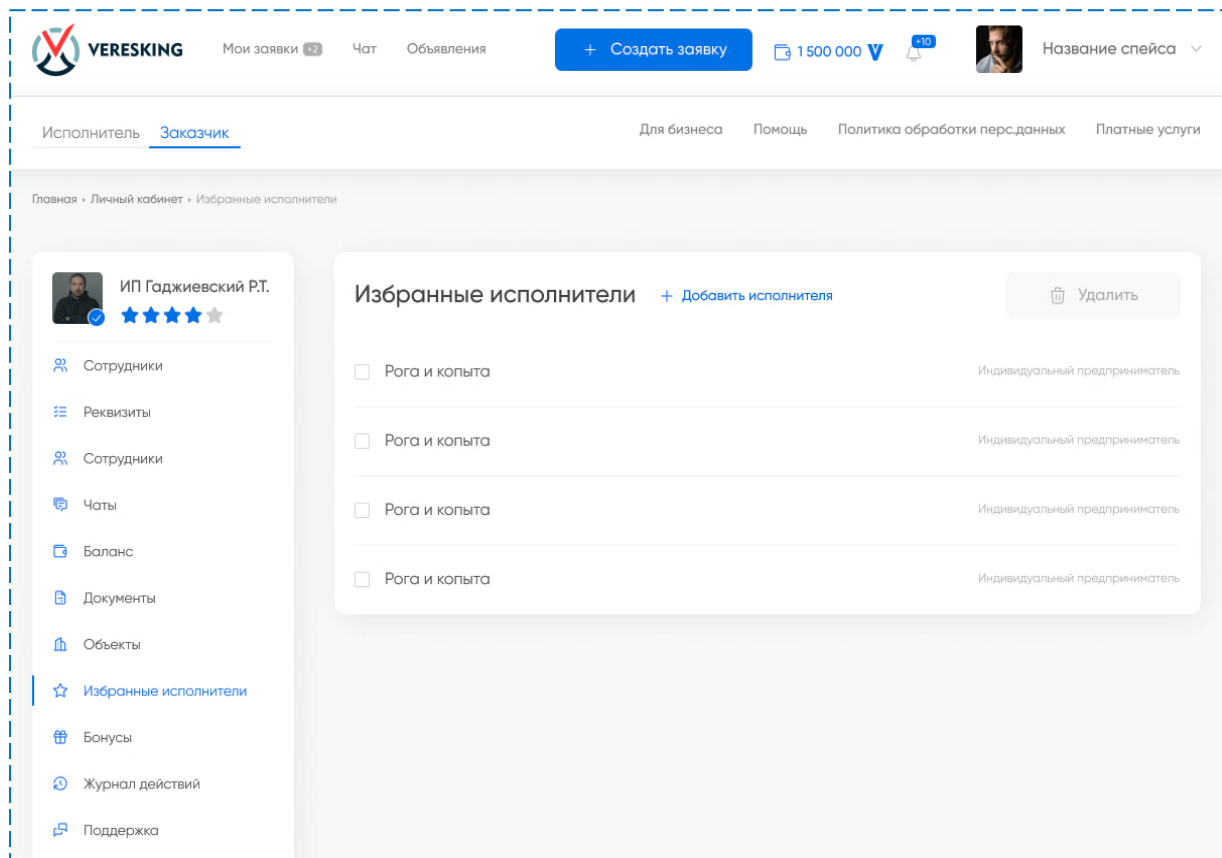 VERESKING
Мои заявки +2 Чат Объявления
+ Создать заявку
1 500 000 V
+10
Название спейса
Исполнитель Заказчик
Для бизнеса Помощь Политика обработки перс.данных Платные услуги
Главная • Личный кабинет • Избранные исполнители
ИП Гаджиевский Р.Т.
Сотрудники
Реквизиты
Сотрудники
Чаты
Баланс
Документы
Объекты
Избранные исполнители
Бонусы
Журнал действий
Поддержка
Избранные исполнители + Добавить исполнителя Удалить
Рога и копыта Индивидуальный предприниматель
Рога и копыта Индивидуальный предприниматель
Рога и копыта Индивидуальный предприниматель
Рога и копыта Индивидуальный предприниматель